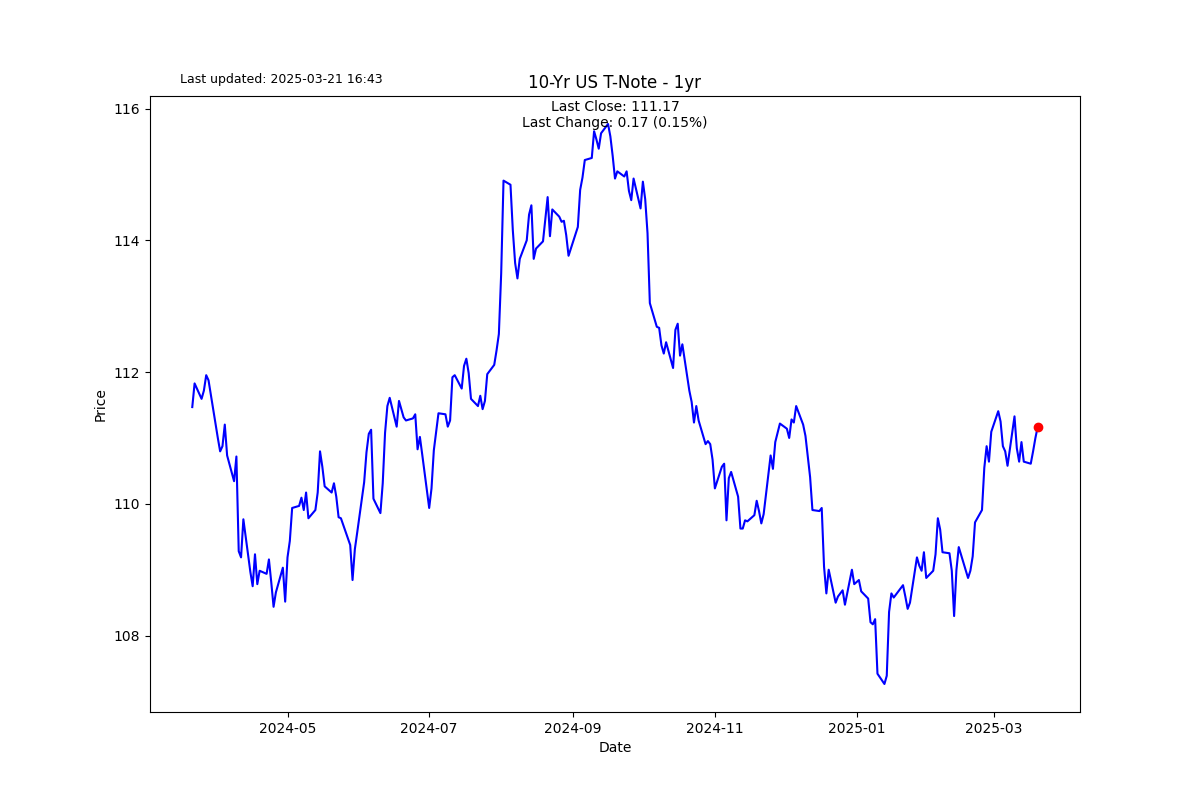 Last updated: 2025-03-21 16:43
10-Yr US T-Note - 1yr
Last Close: 111.17
Last Change: 0.17 (0.15%)
116
114
112
110
108
Price
2024-05
2024-07
2024-09
2024-11
2025-01
2025-03
Date